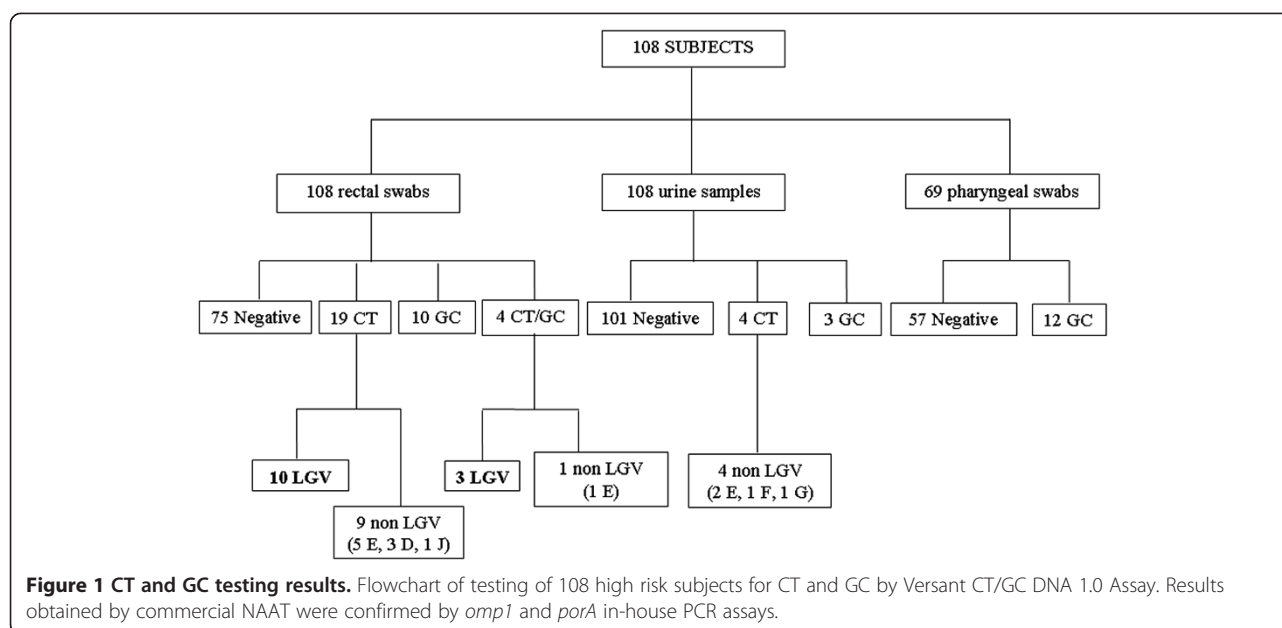 108 SUBJECTS
108 rectal swabs
108 urine samples
69 pharyngeal swabs
75 Negative
19 CT
10 GC
4 CT/GC
101 Negative
4 CT
3 GC
57 Negative
12 GC
10 LGV
9 non LGV
(5 E, 3 D, 1 J)
3 LGV
1 non LGV
(1 E)
4 non LGV
(2 E, 1 F, 1 G)
Figure 1 CT and GC testing results. Flowchart of testing of 108 high risk subjects for CT and GC by Versant CT/GC DNA 1.0 Assay. Results
obtained by commercial NAAT were confirmed by omp1 and porA in-house PCR assays.